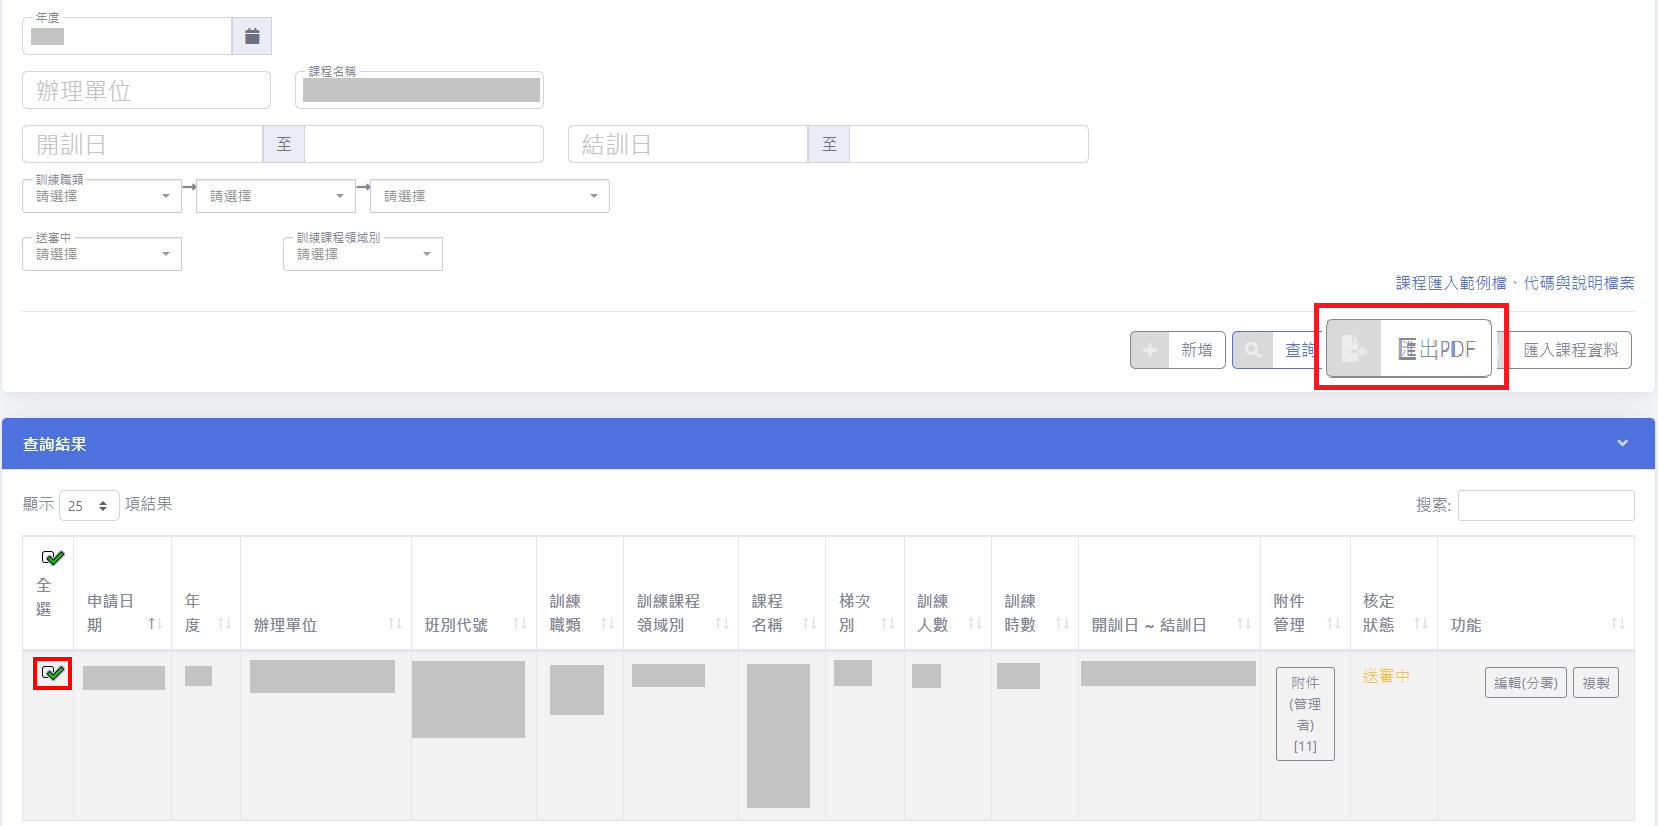 年度
辦理單位
課程名稱
開訓日 至
結訓日 至
訓練職類
請選擇 請選擇 請選擇
送審中
請選擇
訓練課程領域別
請選擇
課程匯入範例檔、代碼與說明檔案
新增 查詢 匯出PDF 匯入課程資料
查詢結果
顯示 25 項結果
搜索:
全
選
申請日
期
年
度
辦理單位
班別代號
訓練
職類
訓練課程
領域別
課程
名稱
梯次
別
訓練
人數
訓練
時數
開訓日 ~ 結訓日
附件
管理
核定
狀態
功能
附件
(管理
者)
[11]
送審中
編輯(分署) 複製